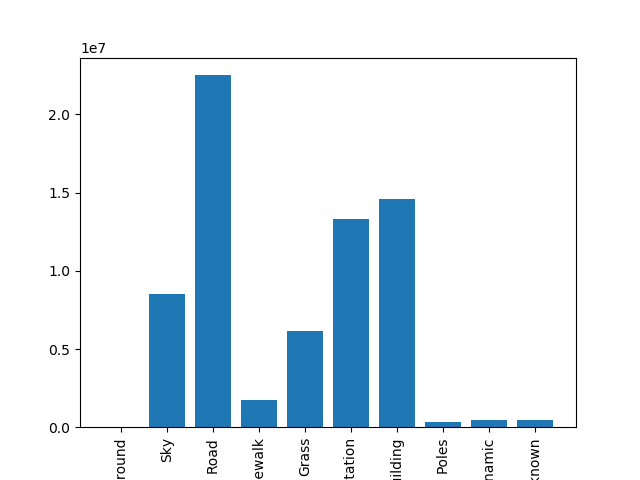 1e7
2.0
1.5
1.0
0.5
0.0
round
Sky
Road
ewalk
Grass
tation
uilding
Poles
namic
known